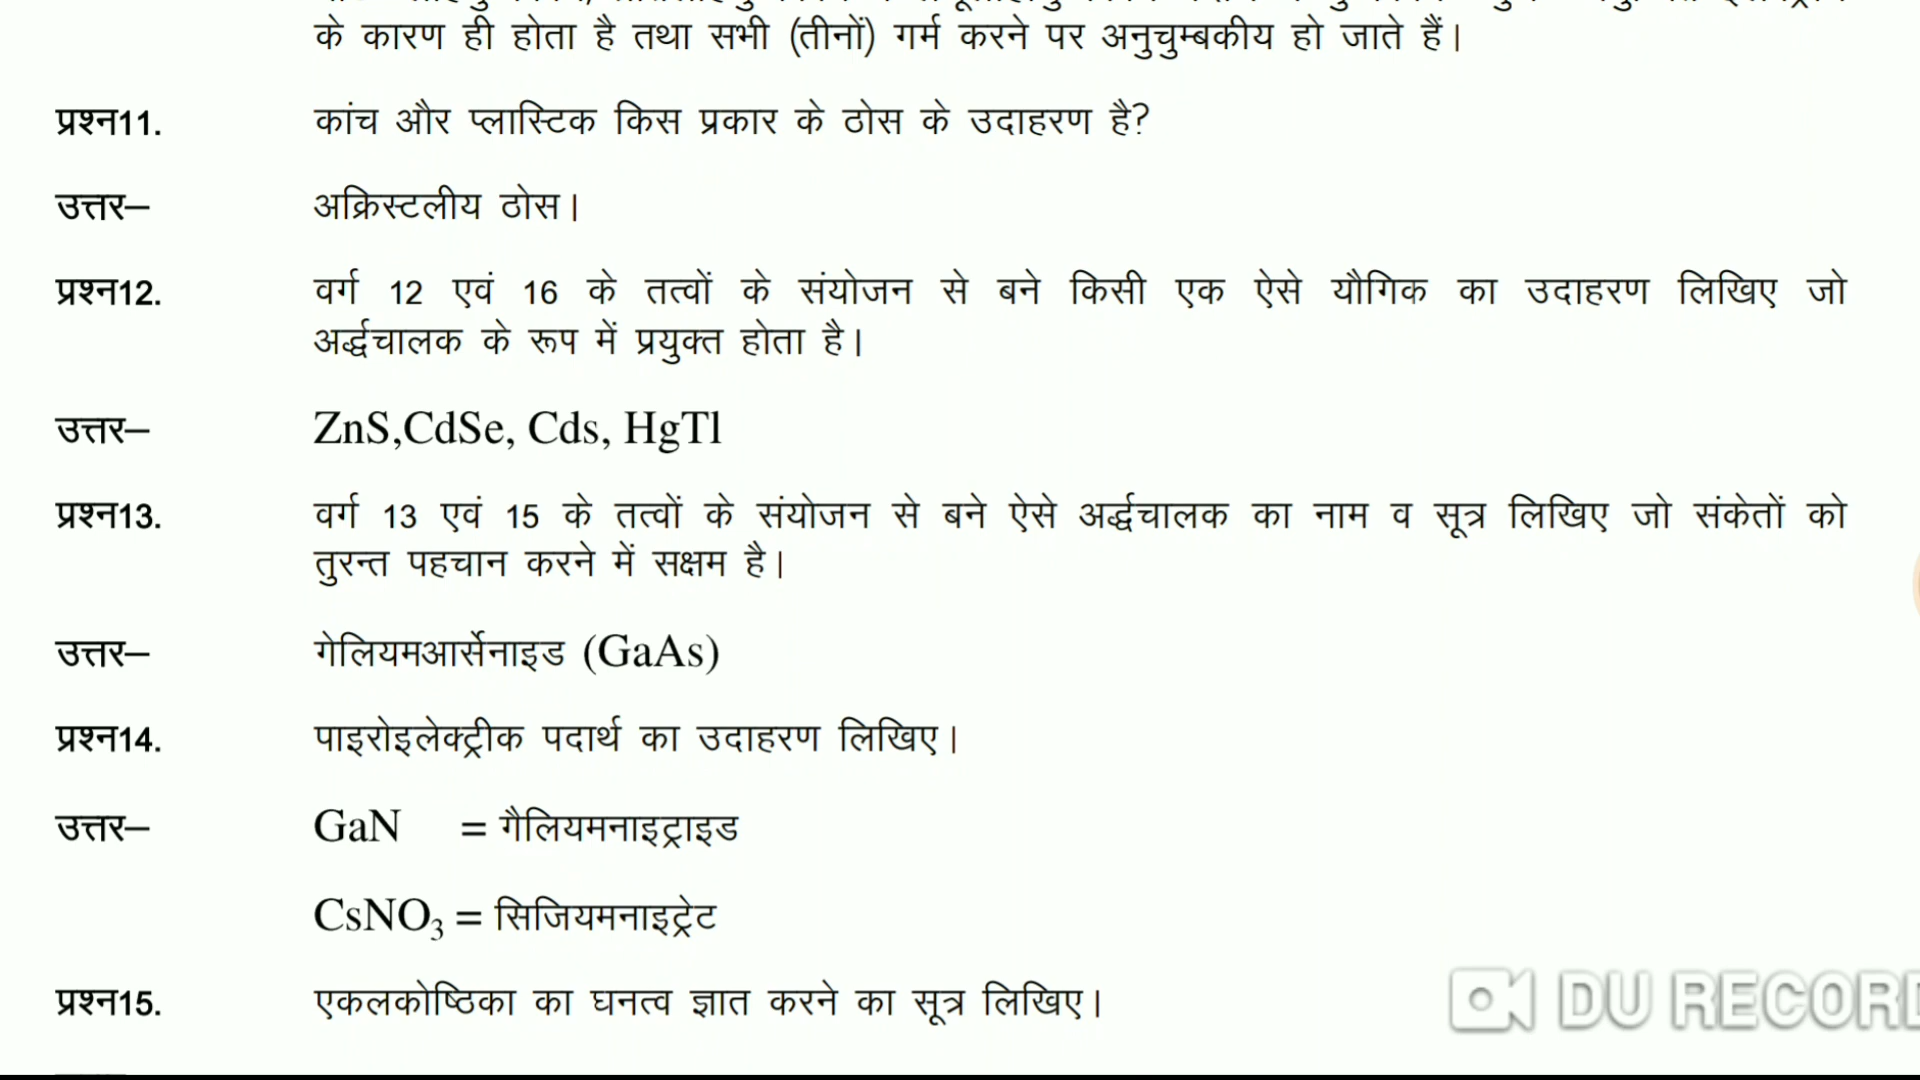 के कारण ही होता है तथा सभी (तीनों) गर्म करने पर अनुचुम्बकीय हो जाते हैं।
प्रश्न11. कांच और प्लास्टिक किस प्रकार के ठोस के उदाहरण है?
उत्तर– अक्रिस्टलीय ठोस।
प्रश्न12. वर्ग 12 एवं 16 के तत्वों के संयोजन से बने किसी एक ऐसे यौगिक का उदाहरण लिखिए जो
अर्द्धचालक के रूप में प्रयुक्त होता है।
उत्तर– ZnS,CdSe, Cds, HgTl
प्रश्न13. वर्ग 13 एवं 15 के तत्वों के संयोजन से बने ऐसे अर्द्धचालक का नाम व सूत्र लिखिए जो संकेतों को
तुरन्त पहचान करने में सक्षम है।
उत्तर– गेलियमआर्सेनाइड (GaAs)
प्रश्न14. पाइरोइलेक्ट्रीक पदार्थ का उदाहरण लिखिए।
उत्तर– GaN = गैलियमनाइट्राइड
CsNO₃ = सिजियमनाइट्रेट
प्रश्न15. एकलकोष्ठिका का घनत्व ज्ञात करने का सूत्र लिखिए।
DU RECORD